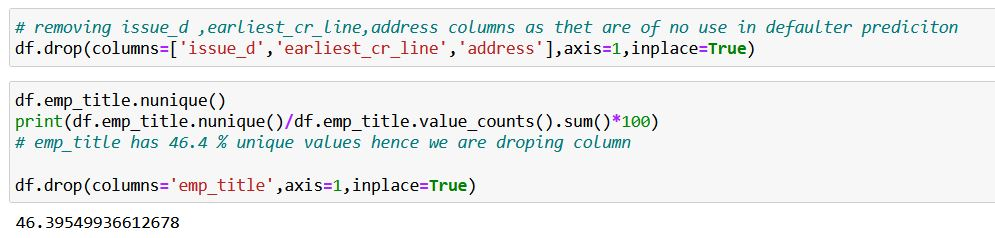 # removing issue_d ,earliest_cr_line,address columns as thet are of no use in defaulter prediciton
df.drop(columns=['issue_d','earliest_cr_line','address'],axis=1,inplace=True)
df.emp_title.nunique()
print(df.emp_title.nunique()/df.emp_title.value_counts().sum()*100)
# emp_title has 46.4 % unique values hence we are droping column
df.drop(columns='emp_title',axis=1,inplace=True)
46.39549936612678